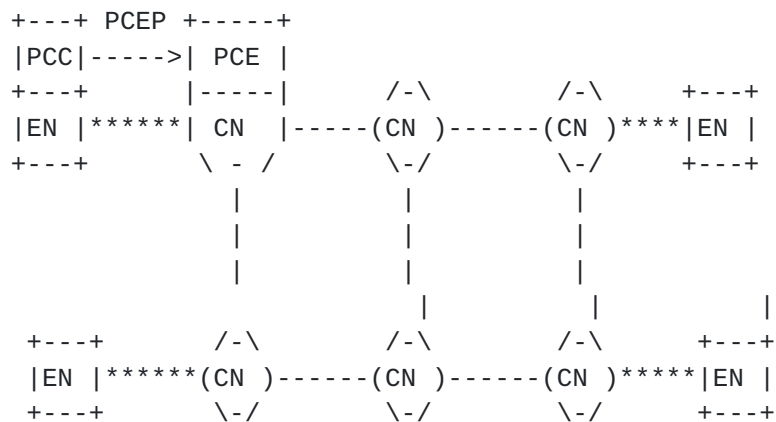 +---+ PCEP +-----+
|PCC|----->| PCE |
+---+      |-----|      /-\        /-\     +---+
|EN |******| CN  |-----(CN )------(CN )****|EN |
+---+       \ - /       \-/        \-/     +---+
              |          |          |
              |          |          |
              |          |          |
                          |          |          |
 +---+       /-\        /-\        /-\      +---+
 |EN |******(CN )------(CN )------(CN )*****|EN |
 +---+       \-/        \-/        \-/      +---+